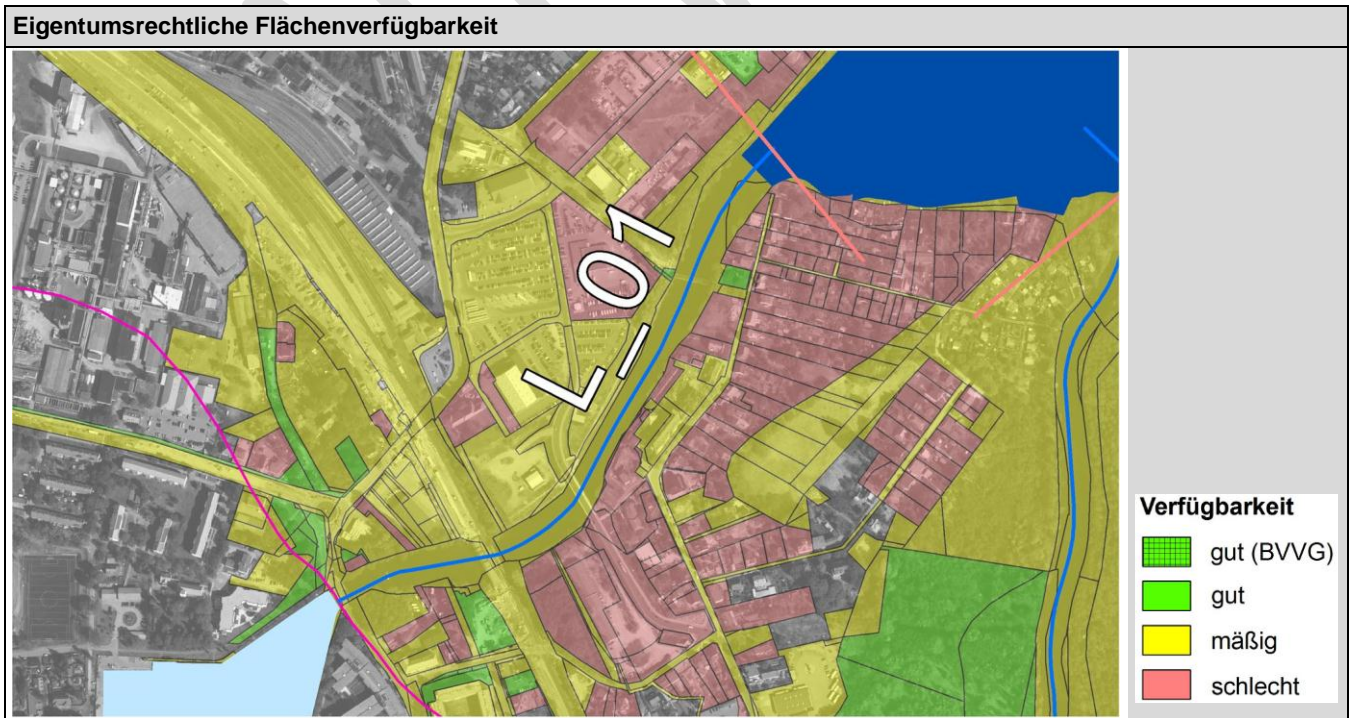 Eigentumsrechtliche Flächenverfügbarkeit
L_01
Verfügbarkeit
gut (BVVG)
gut
mäßig
schlecht